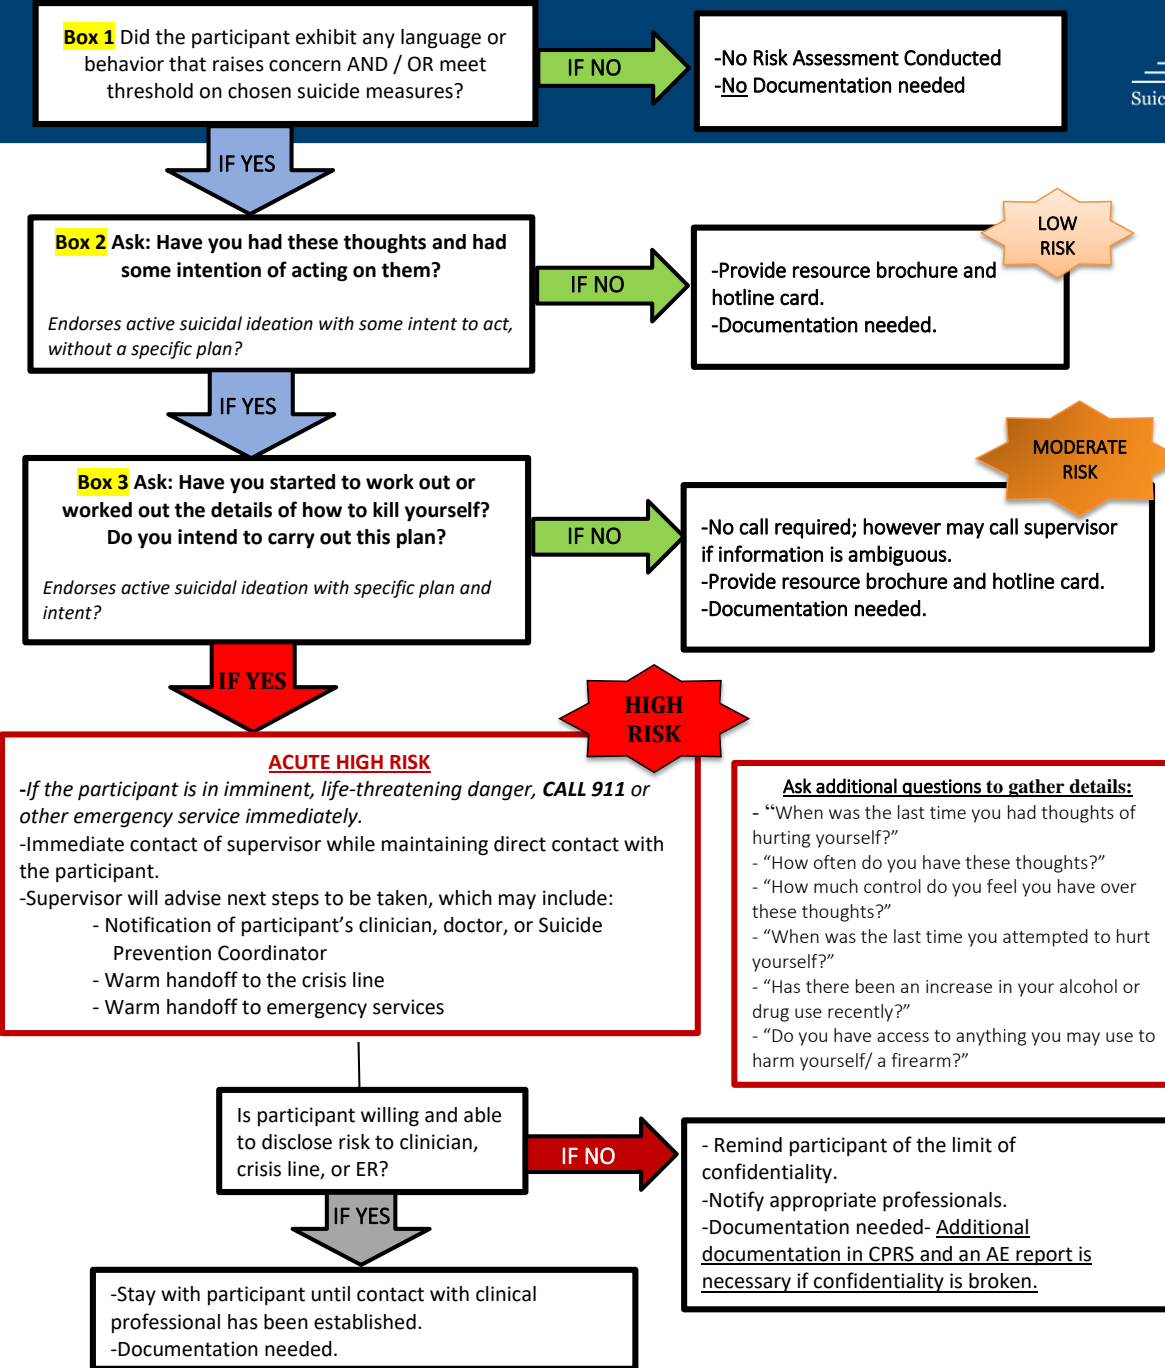 Box 1 Did the participant exhibit any language or
behavior that raises concern AND / OR meet
threshold on chosen suicide measures?
IF NO
-No Risk Assessment Conducted
-No Documentation needed
Suic
IF YES
Box 2 Ask: Have you had these thoughts and had
some intention of acting on them?
Endorses active suicidal ideation with some intent to act,
without a specific plan?
IF NO
LOW
RISK
-Provide resource brochure and
hotline card.
-Documentation needed.
IF YES
Box 3 Ask: Have you started to work out or
worked out the details of how to kill yourself?
Do you intend to carry out this plan?
Endorses active suicidal ideation with specific plan and
intent?
IF NO
MODERATE
RISK
-No call required; however may call supervisor
if information is ambiguous.
-Provide resource brochure and hotline card.
-Documentation needed.
IF YES
HIGH
RISK
ACUTE HIGH RISK
-If the participant is in imminent, life-threatening danger, CALL 911 or
other emergency service immediately.
-Immediate contact of supervisor while maintaining direct contact with
the participant.
-Supervisor will advise next steps to be taken, which may include:
- Notification of participant’s clinician, doctor, or Suicide
Prevention Coordinator
- Warm handoff to the crisis line
- Warm handoff to emergency services
Ask additional questions to gather details:
- “When was the last time you had thoughts of
hurting yourself?”
- “How often do you have these thoughts?”
- “How much control do you feel you have over
these thoughts?”
- “When was the last time you attempted to hurt
yourself?”
- “Has there been an increase in your alcohol or
drug use recently?”
- “Do you have access to anything you may use to
harm yourself/ a firearm?”
Is participant willing and able
to disclose risk to clinician,
crisis line, or ER?
IF NO
- Remind participant of the limit of
confidentiality.
-Notify appropriate professionals.
-Documentation needed- Additional
documentation in CPRS and an AE report is
necessary if confidentiality is broken.
IF YES
-Stay with participant until contact with clinical
professional has been established.
-Documentation needed.